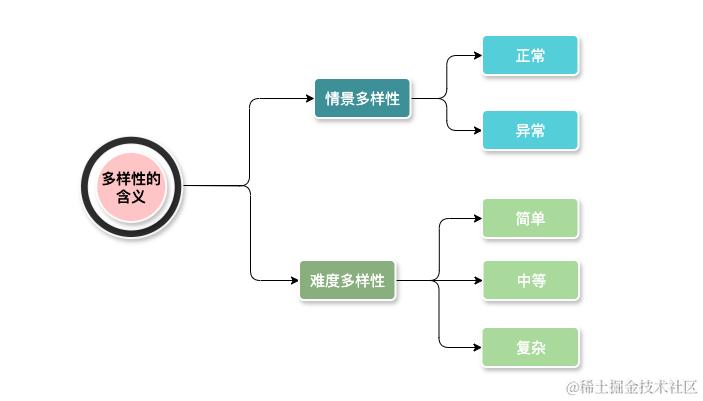 多样性的
含义
情景多样性
正常
异常
难度多样性
简单
中等
复杂
@稀土掘金技术社区